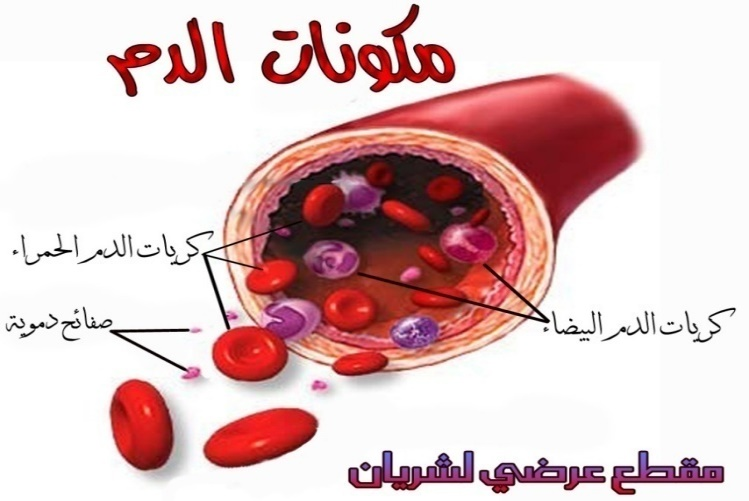 مكونات الدم
كريات الدم الحمراء
صفائح دموية
كريات الدم البيضاء
مقطع عرضي لشريان